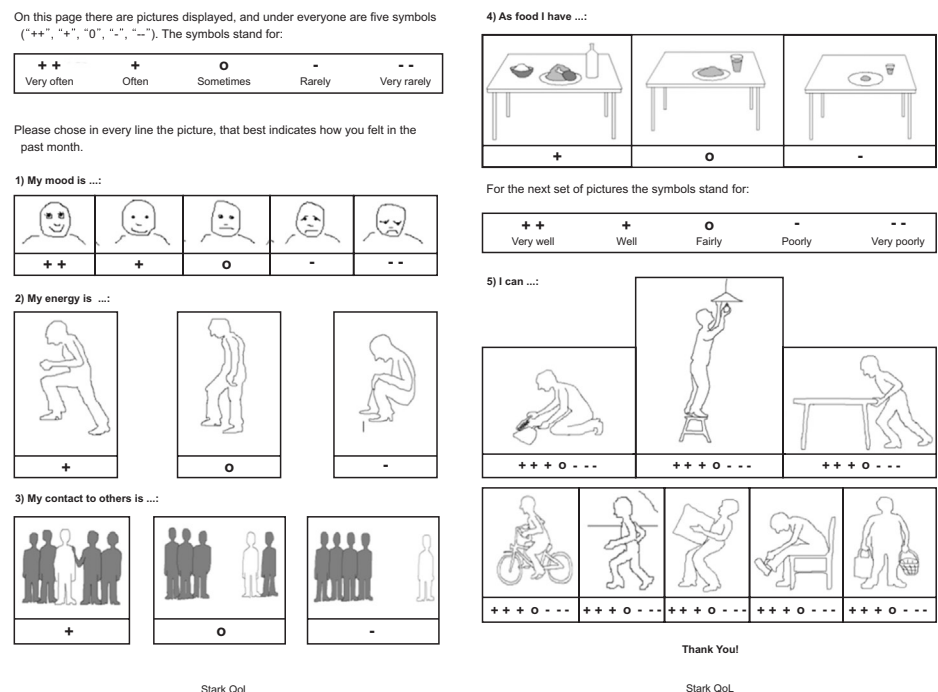 On this page there are pictures displayed, and under everyone are five symbols
(“++”, “+”, “0”, “-”, “--”). The symbols stand for:
+ + + o - - -
Very often Often Sometimes Rarely Very rarely
Please chose in every line the picture, that best indicates how you felt in the
past month.
1) My mood is ...:
+ + + o - - -
2) My energy is ...:
+ o -
3) My contact to others is ...:
+ o -
Stark QoL
4) As food I have ...:
+ o -
For the next set of pictures the symbols stand for:
+ + + o - - -
Very well Well Fairly Poorly Very poorly
5) I can ...:
+ + + o - - - + + + o - - - + + + o - - -
+ + + o - - - + + + o - - - + + + o - - - + + + o - - - + + + o - - -
Thank You!
Stark QoL